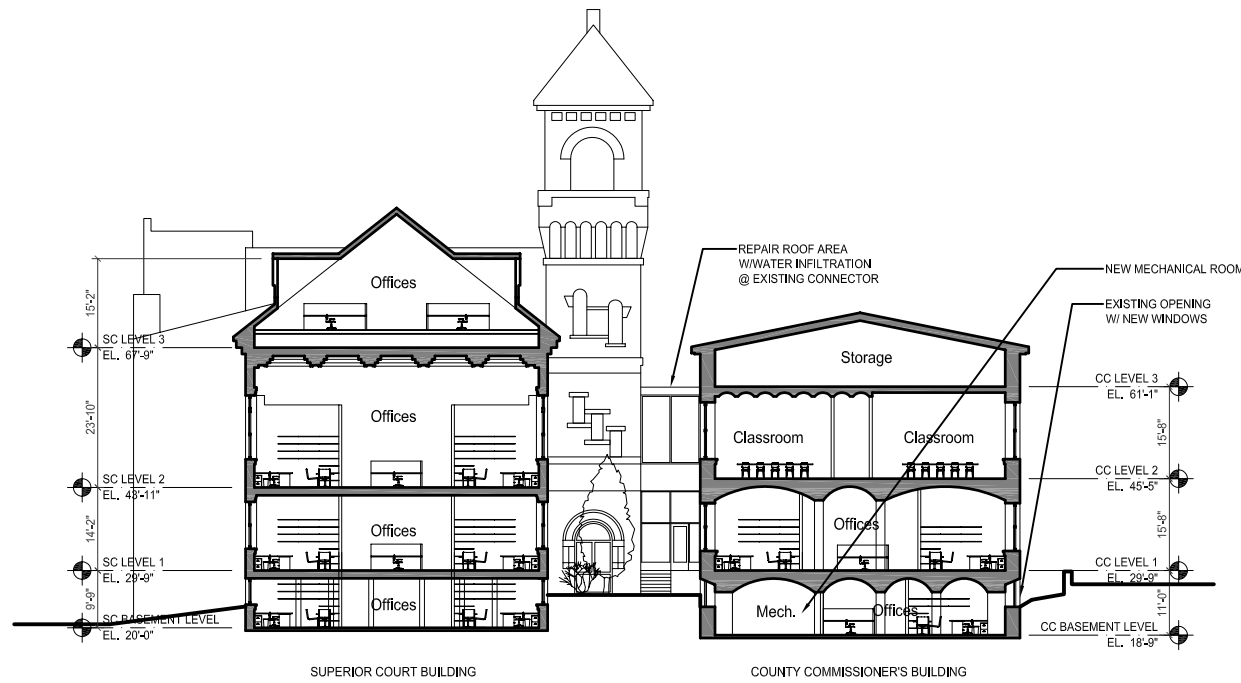 REPAIR ROOF AREA
W/WATER INFILTRATION
@ EXISTING CONNECTOR
NEW MECHANICAL ROOM
EXISTING OPENING
W/ NEW WINDOWS
15'-2"
SC LEVEL 3
EL. 67'-9"
23'-10"
SC LEVEL 2
EL. 43'-11"
14'-2"
SC LEVEL 1
EL. 29'-9"
9'-9"
SC BASEMENT LEVEL
EL. 20'-0"
Offices
Offices
Offices
Offices
Storage
Classroom
Classroom
Offices
Mech.
Offices
CC LEVEL 3
EL. 61'-1"
15'-8"
CC LEVEL 2
EL. 45'-5"
15'-8"
CC LEVEL 1
EL. 29'-9"
11'-0"
CC BASEMENT LEVEL
EL. 18'-9"
SUPERIOR COURT BUILDING
COUNTY COMMISSIONER'S BUILDING